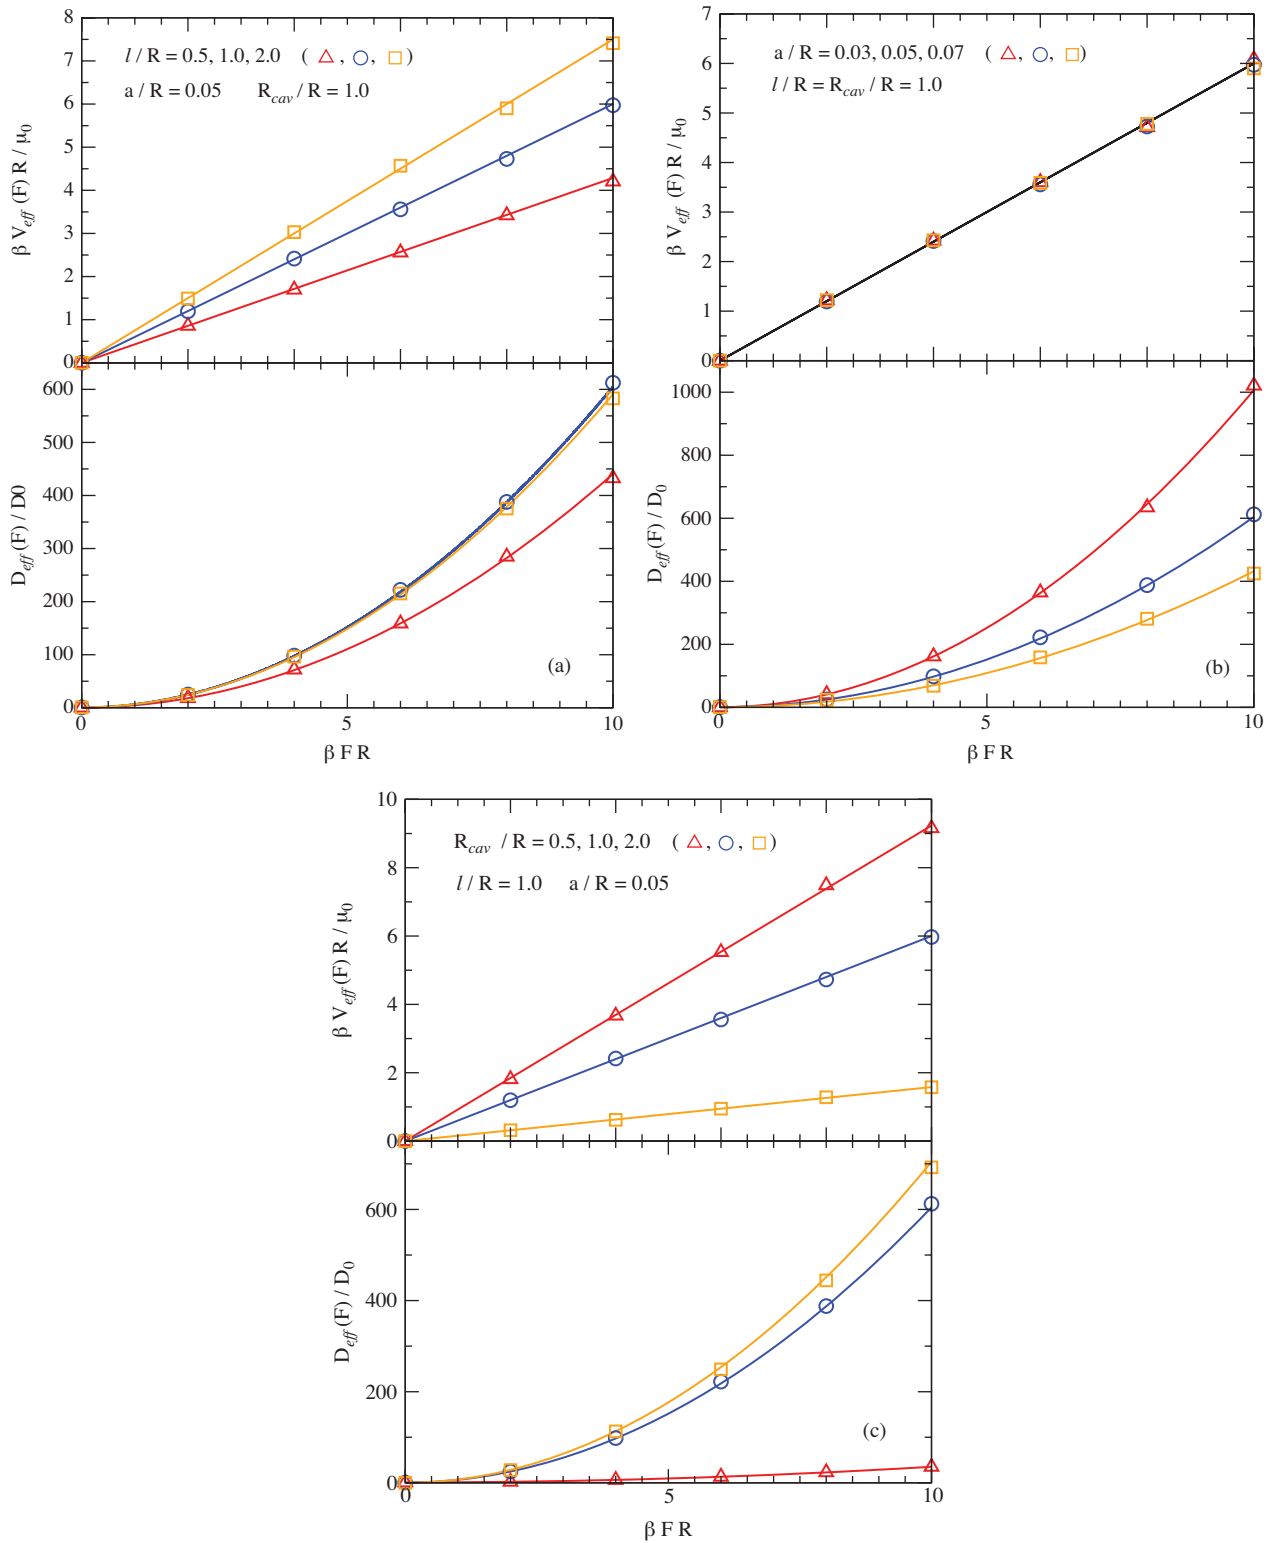 8
7
6
5
4
3
2
1
0
β V_eff (F) R / μ_0
l / R = 0.5, 1.0, 2.0 ( △ , ○ , □ )
a / R = 0.05 R_cav / R = 1.0
600
500
400
300
200
100
0
D_eff (F) / D0
(a)
0 5 10
β F R
7
6
5
4
3
2
1
0
β V_eff (F) R / μ_0
a / R = 0.03, 0.05, 0.07 ( △ , ○ , □ )
l / R = R_cav / R = 1.0
1000
800
600
400
200
0
D_eff (F) / D_0
(b)
0 5 10
β F R
10
8
6
4
2
0
β V_eff (F) R / μ_0
R_cav / R = 0.5, 1.0, 2.0 ( △ , ○ , □ )
l / R = 1.0 a / R = 0.05
600
400
200
0
D_eff (F) / D_0
(c)
0 5 10
β F R